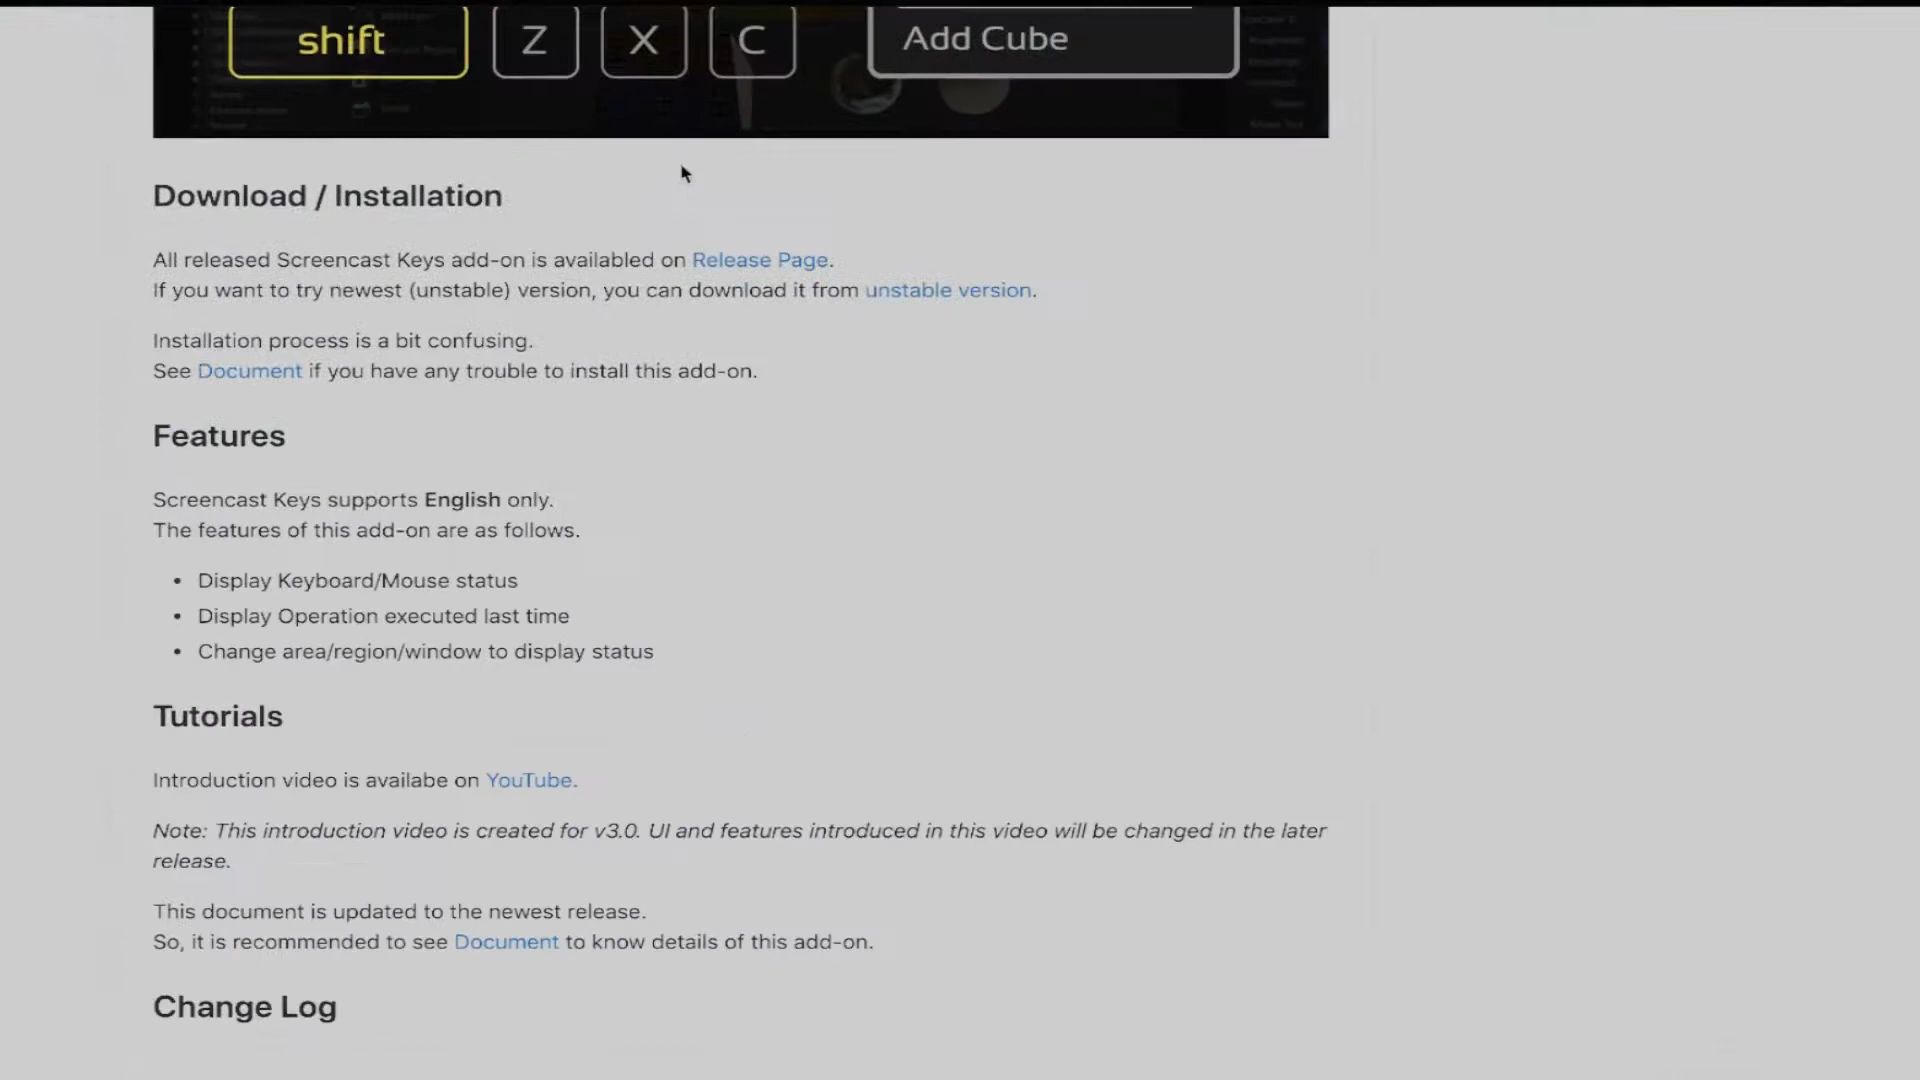 shift Z X C Add Cube
Download / Installation
All released Screencast Keys add-on is availabled on Release Page.
If you want to try newest (unstable) version, you can download it from unstable version.
Installation process is a bit confusing.
See Document if you have any trouble to install this add-on.
Features
Screencast Keys supports English only.
The features of this add-on are as follows.
• Display Keyboard/Mouse status
• Display Operation executed last time
• Change area/region/window to display status
Tutorials
Introduction video is availabe on YouTube.
Note: This introduction video is created for v3.0. UI and features introduced in this video will be changed in the later
release.
This document is updated to the newest release.
So, it is recommended to see Document to know details of this add-on.
Change Log